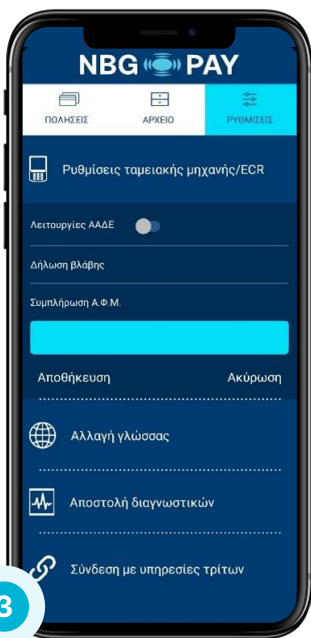 NBG PAY
ΠΩΛΗΣΕΙΣ ΑΡΧΕΙΟ ΡΥΘΜΙΣΕΙΣ
Ρυθμίσεις ταμειακής μηχανής/ECR
Λειτουργίες ΑΑΔΕ
Δήλωση βλάβης
Συμπλήρωση Α.Φ.Μ.
Αποθήκευση Ακύρωση
Αλλαγή γλώσσας
Αποστολή διαγνωστικών
Σύνδεση με υπηρεσίες τρίτων
3